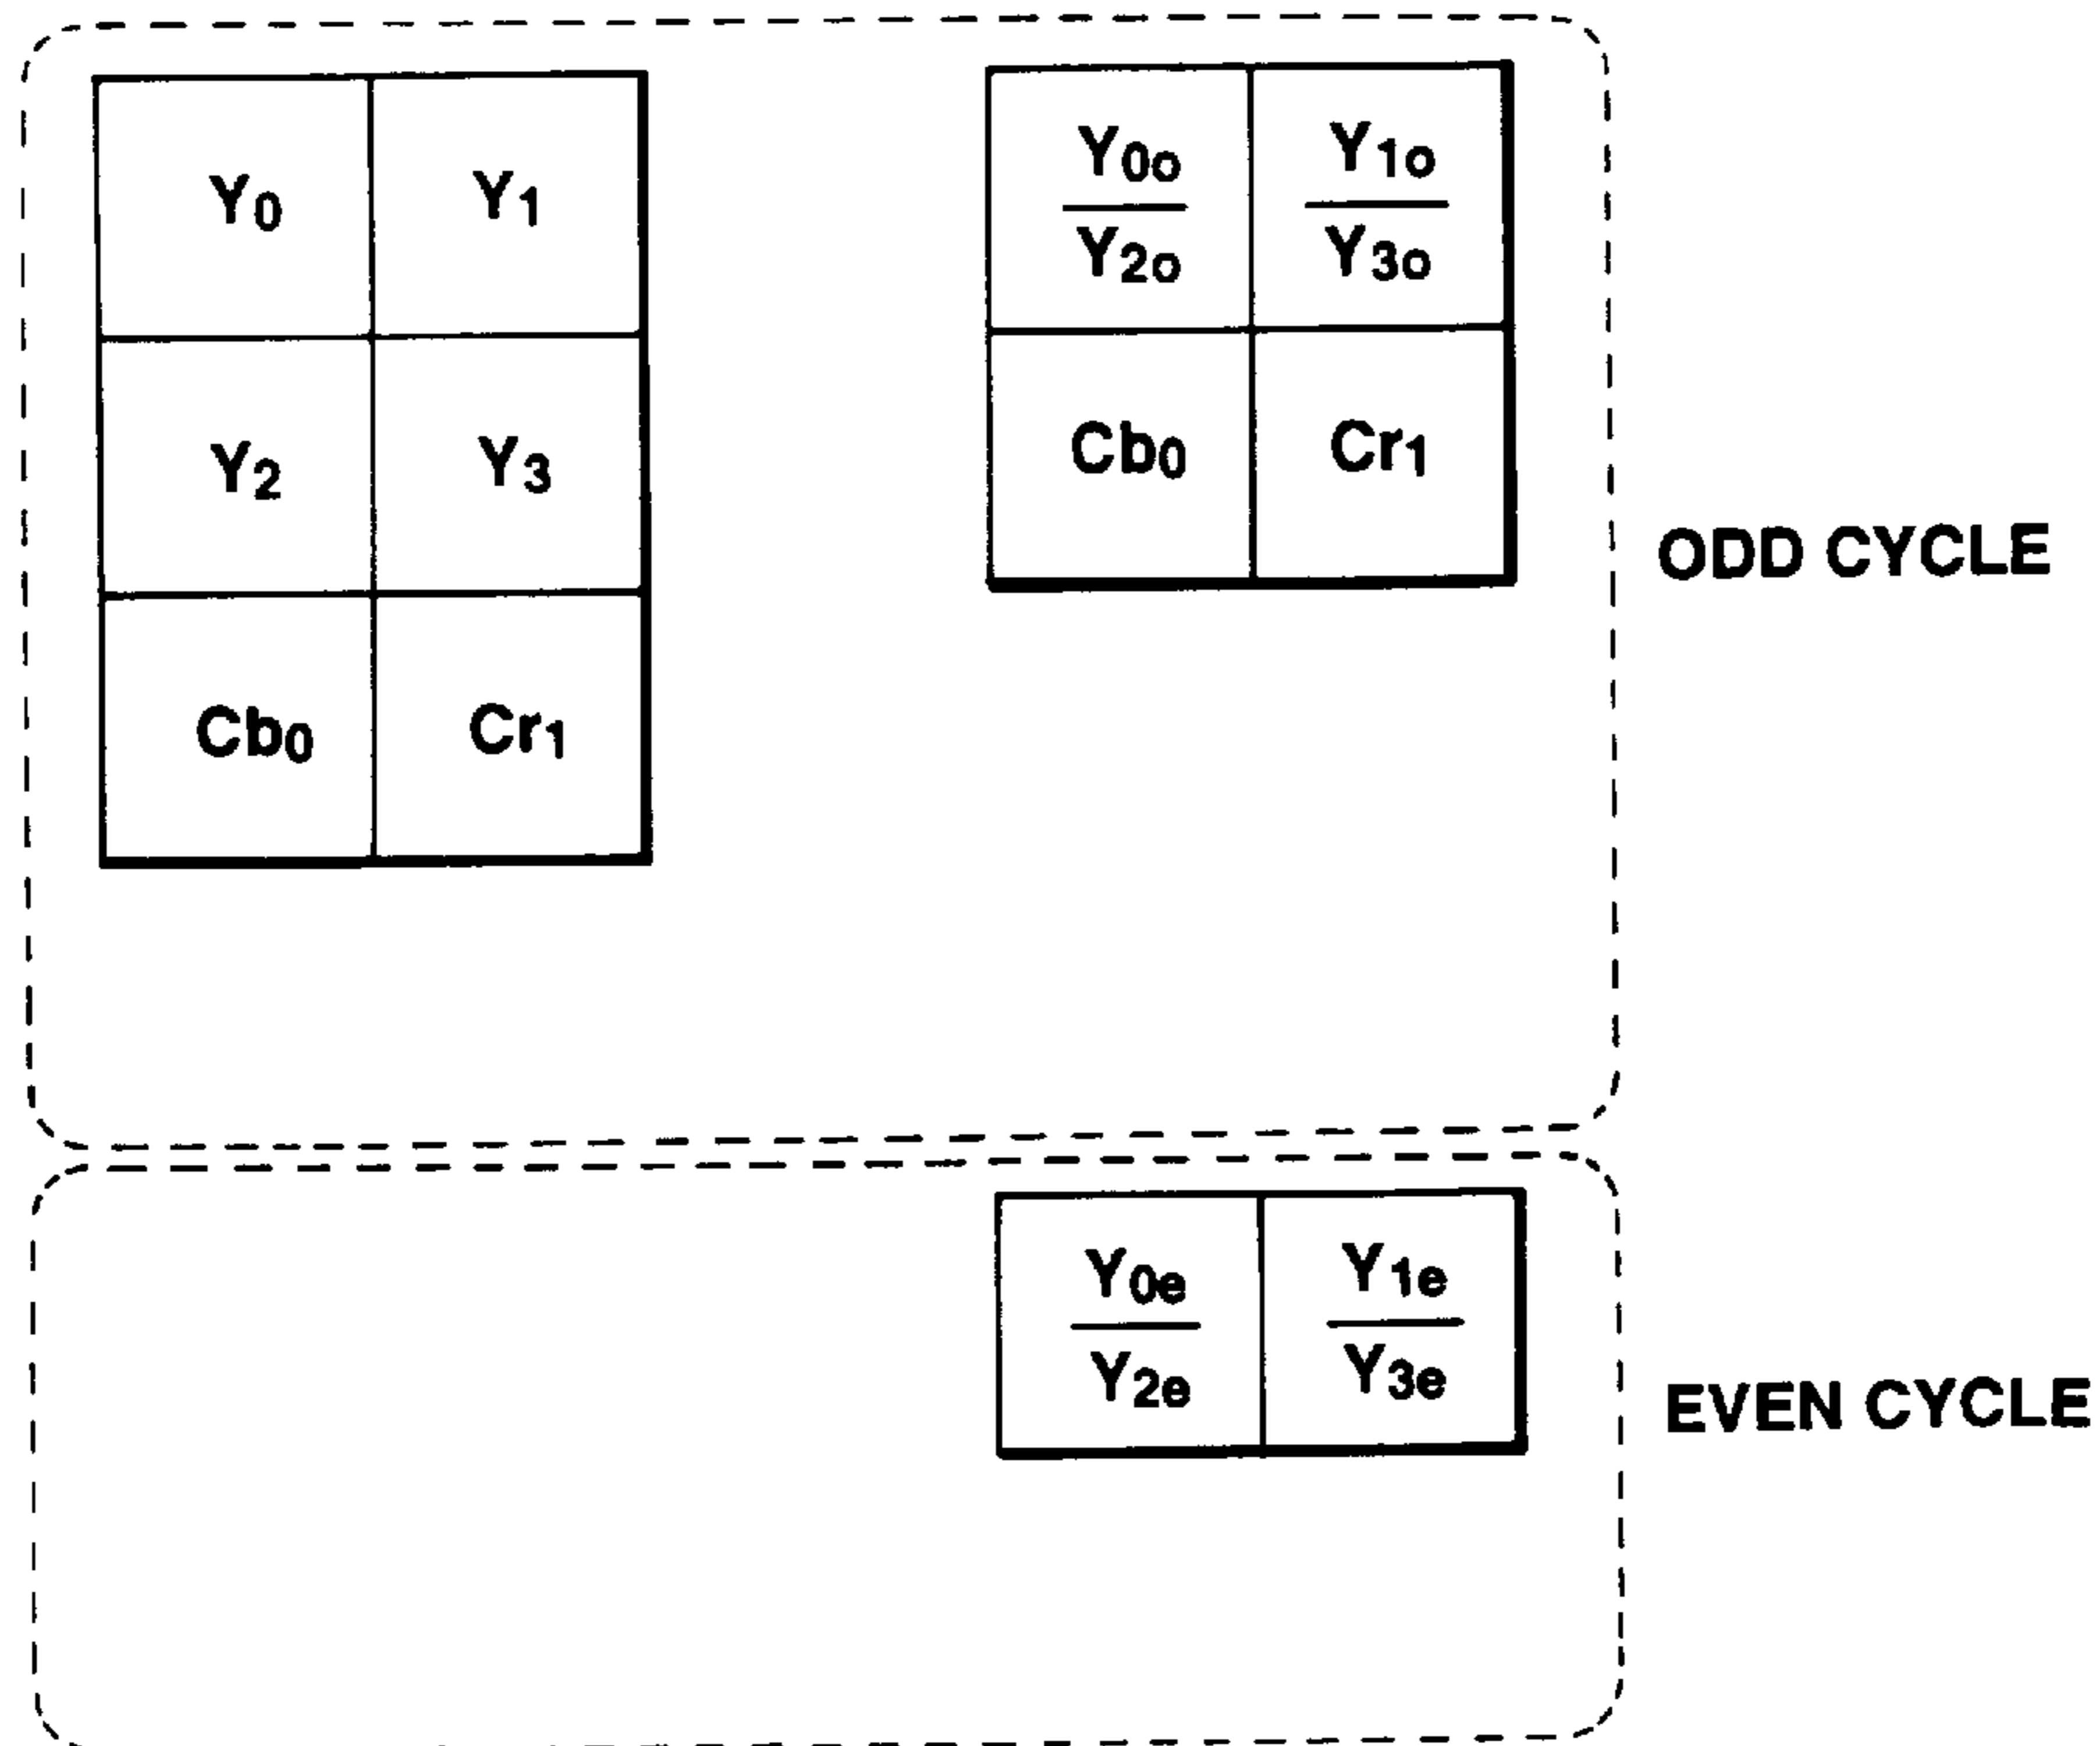 Y0 Y1
Y2 Y3
Cb0 Cr1
Y0o Y1o
Y2o Y3o
Cb0 Cr1
ODD CYCLE
Y0e Y1e
Y2e Y3e
EVEN CYCLE